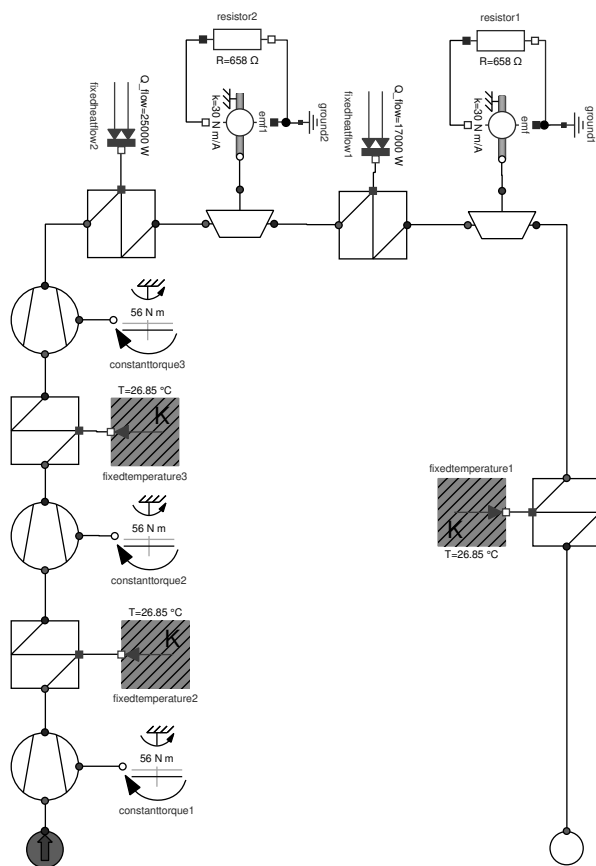 resistor2
R=658 Ω
Q_flow=25000 W
fixedheatflow2
k=30 N m/A
emf1
ground2
resistor1
R=658 Ω
Q_flow=17000 W
fixedheatflow1
k=30 N m/A
emf
ground1
56 N m
constanttorque3
T=26.85 °C
K
fixedtemperature3
fixedtemperature1
K
T=26.85 °C
56 N m
constanttorque2
T=26.85 °C
K
fixedtemperature2
56 N m
constanttorque1